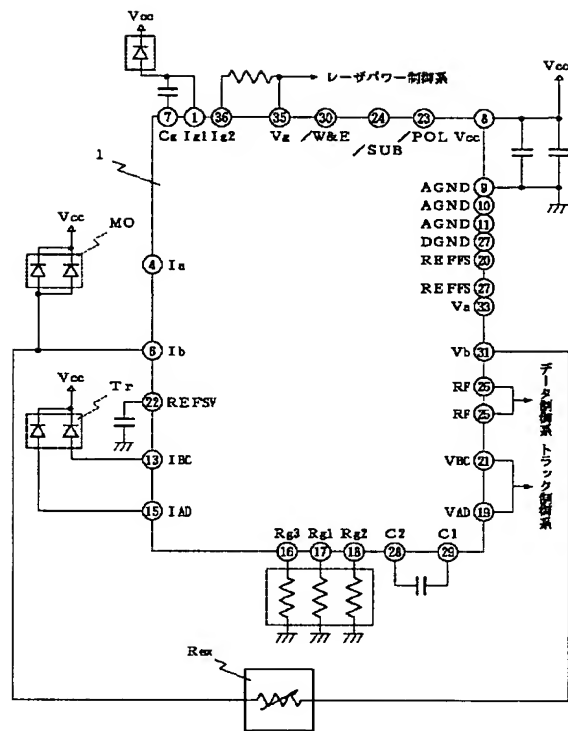 Vcc
レーザパワー制御系
Vcc
7 1 36 35 30 24 23 8
Cg Ig1 Ig2 Vg /W&E /SUB /POL Vcc
1
AGND 9
AGND 10
AGND 11
DGND 27
REFFS 20
REFFS 27
Va 33
Vcc MO
4 Ia
6 Ib
Vb 31
Vcc Tr
22 REFSV
RF 26
RF 25
データ制御系
13 IBC
VBC 21
15 IAD
VAD 19
トラック制御系
Rg3 Rg1 Rg2 C2 C1
16 17 18 28 29
Rex